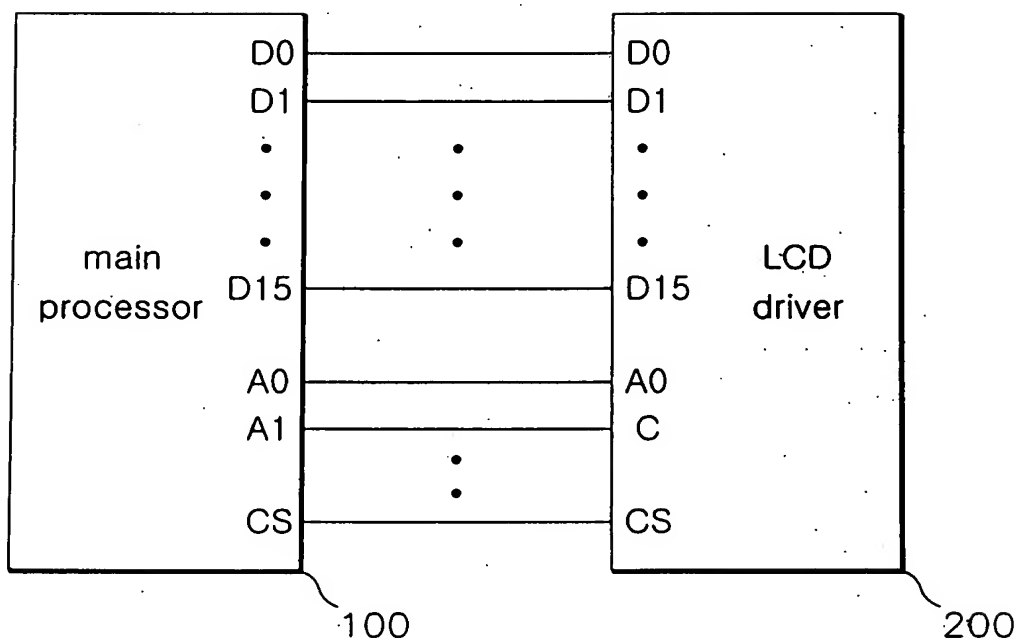 D0 D0
D1 D1
main LCD
D15 D15
processor driver
A0 A0
A1 C
CS CS
100 200